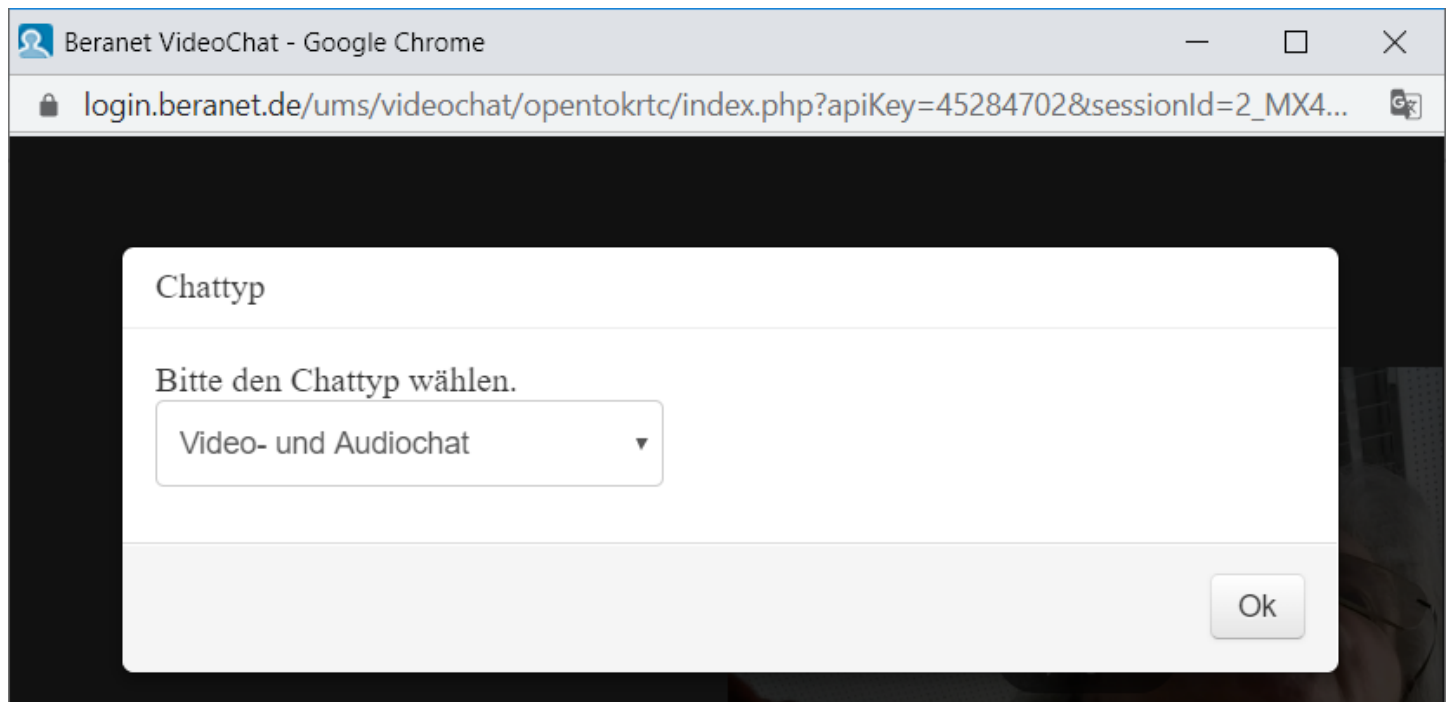 Beranet VideoChat - Google Chrome
login.beranet.de/ums/videochat/opentokrtc/index.php?apiKey=45284702&sessionId=2_MX4...
Chattyp
Bitte den Chattyp wählen.
Video- und Audiochat
Ok